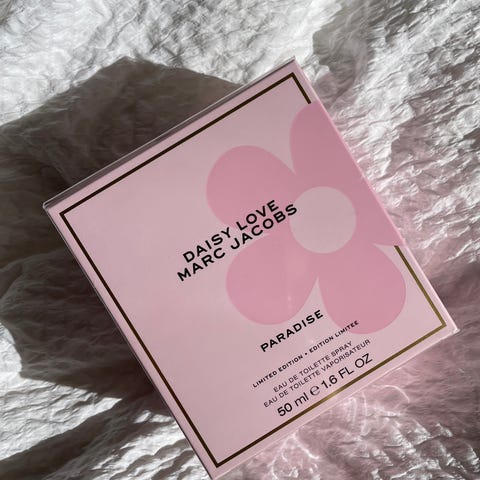 DAISY LOVE
MARC JACOBS
PARADISE
LIMITED EDITION • EDITION LIMITEE
EAU DE TOILETTE SPRAY
EAU DE TOILETTE VAPORISATEUR
50 ml ℮ 1.6 FL OZ